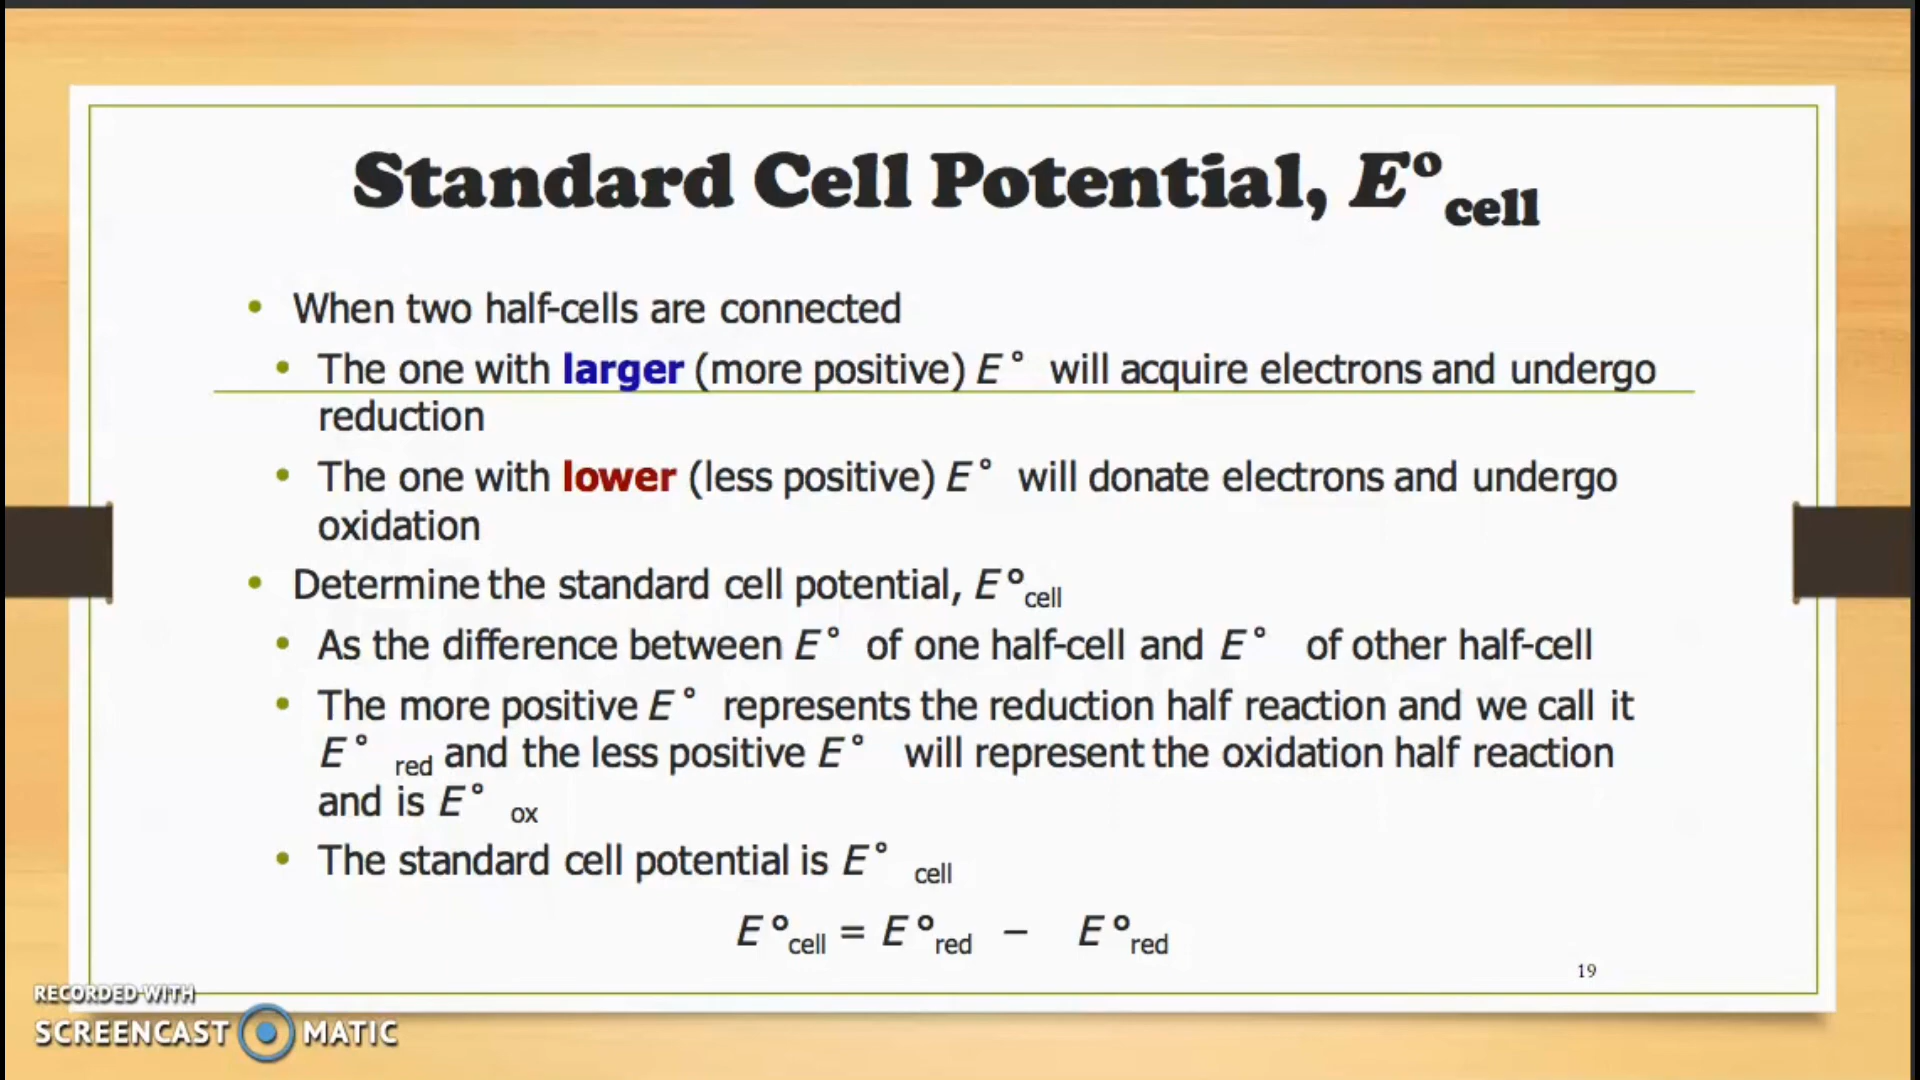 Standard Cell Potential, E°cell
• When two half-cells are connected
• The one with larger (more positive) E° will acquire electrons and undergo
reduction
• The one with lower (less positive) E° will donate electrons and undergo
oxidation
• Determine the standard cell potential, E°cell
• As the difference between E° of one half-cell and E° of other half-cell
• The more positive E° represents the reduction half reaction and we call it
E° red and the less positive E° will represent the oxidation half reaction
and is E° ox
• The standard cell potential is E° cell
E°cell = E°red – E°red
19
RECORDED WITH
SCREENCAST MATIC